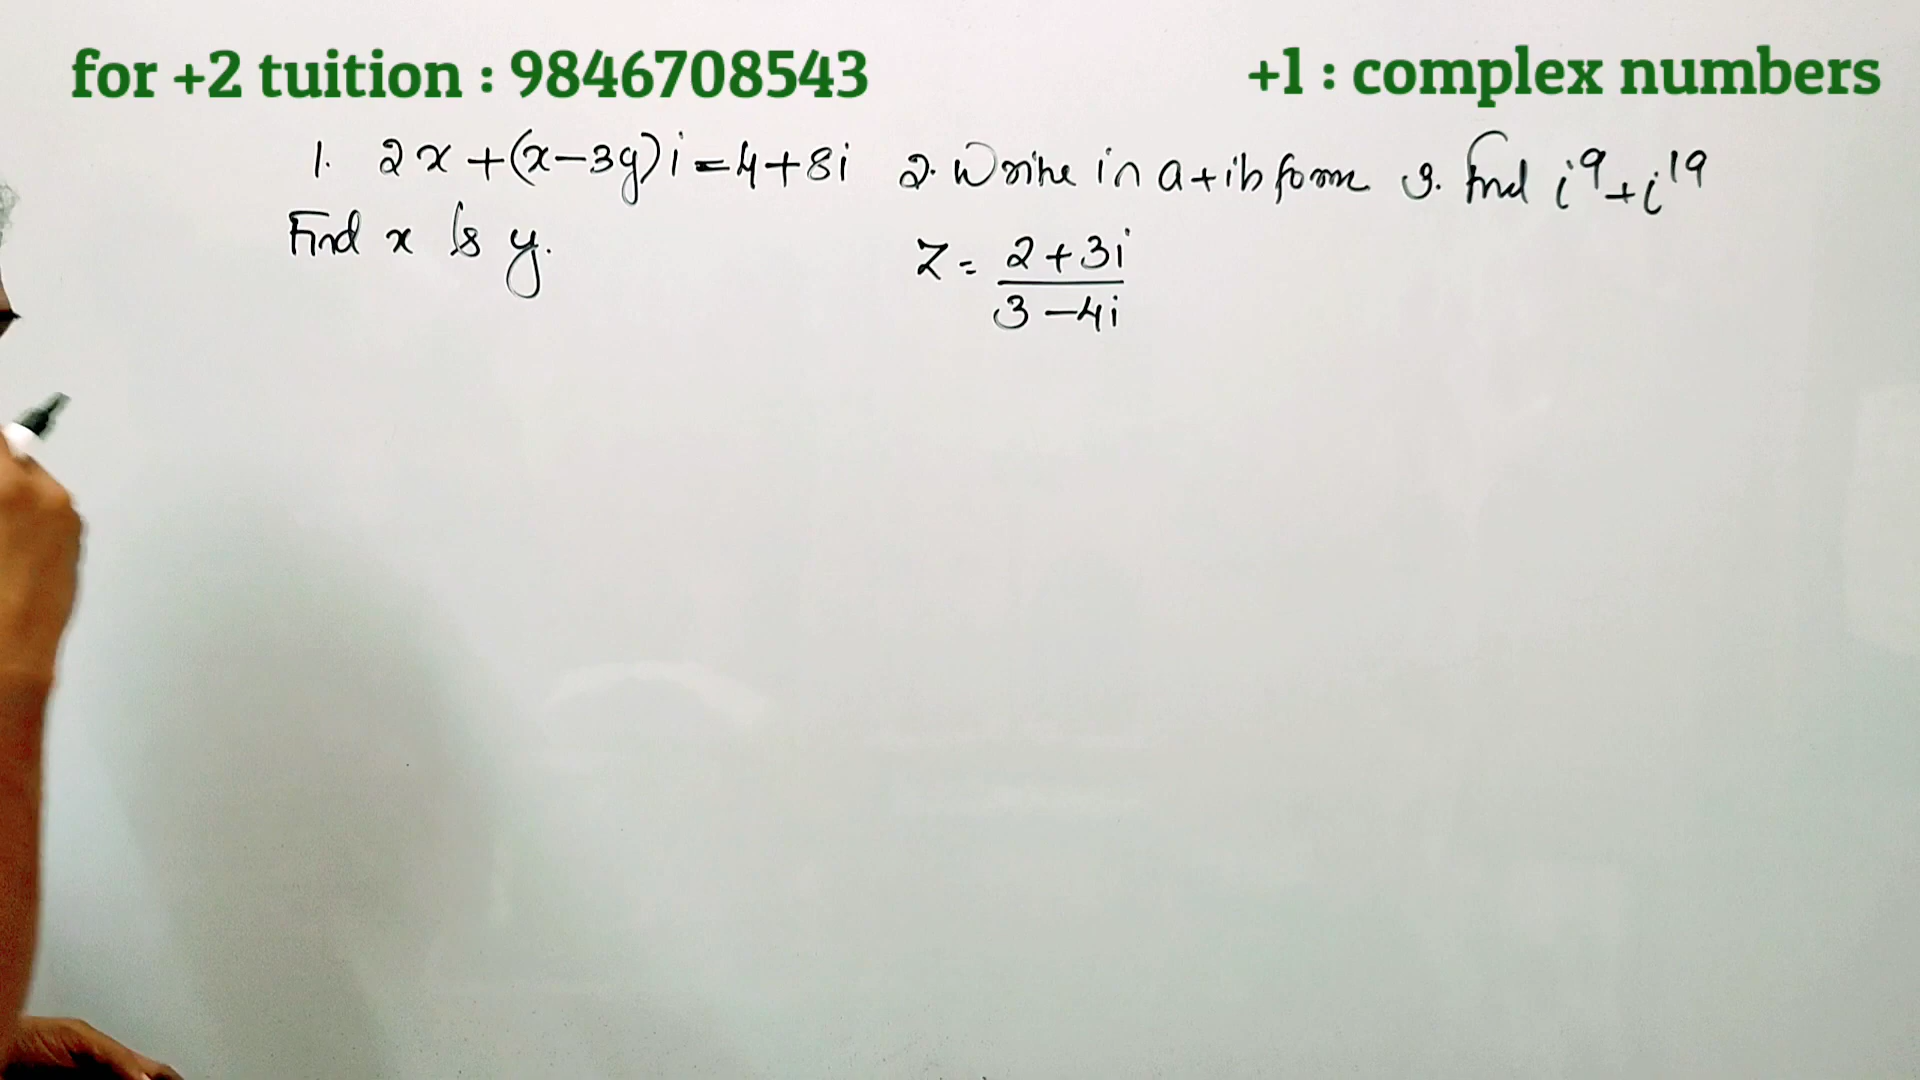 for +2 tuition : 9846708543
+1 : complex numbers
1. 2x+(x-3y)i=4+8i
Find x & y.
2. Write in a+ib form
z = 2+3i
3-4i
3. Find i⁹+i¹⁹